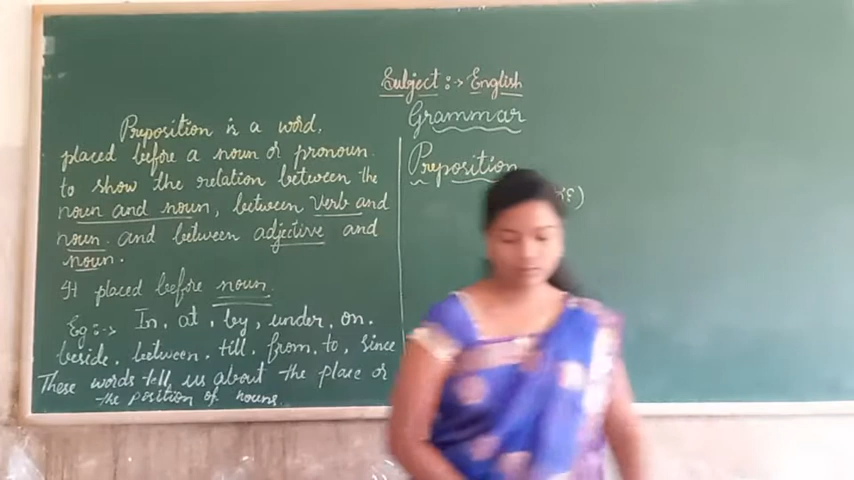 Subject :-> English
Grammar
Preposition
Preposition is a word,
placed before a noun or pronoun.
to show the relation between the
noun and noun, between Verb and
noun. and between adjective and
noun.
It placed before noun.
Eg :-> In, at, by, under, on.
beside, between, till, from, to, since
These words tell us about the place or
the position of nouns.